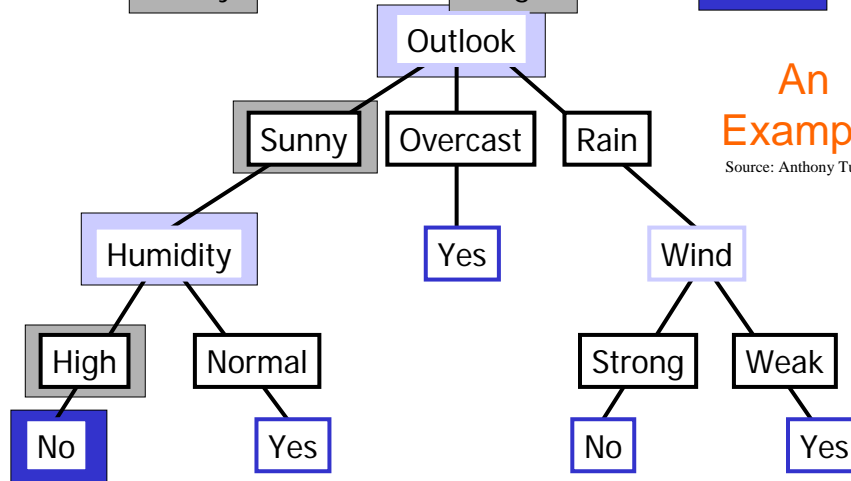 Outlook
An
Examp
Source: Anthony Tu
Sunny Overcast Rain
Humidity Yes Wind
High Normal Strong Weak
No Yes No Yes